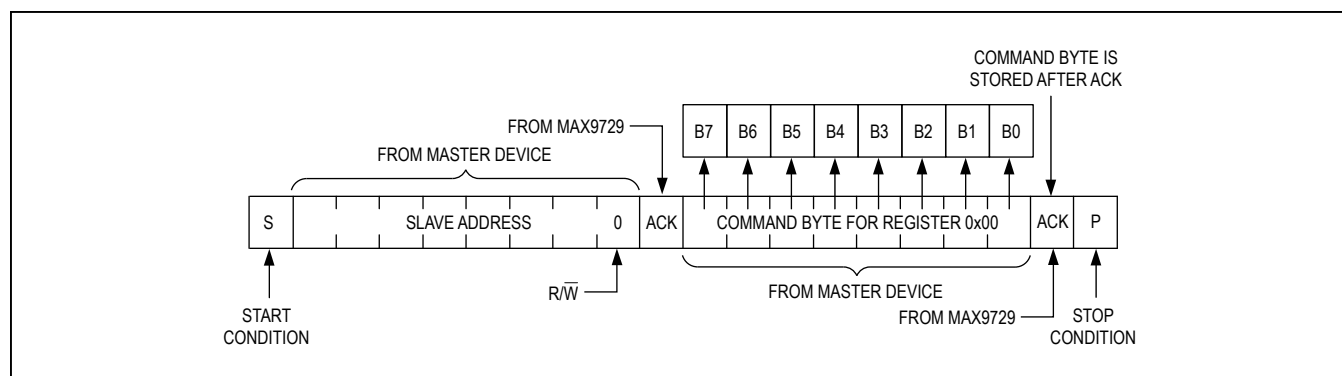 COMMAND BYTE IS
STORED AFTER ACK
FROM MAX9729
B7 B6 B5 B4 B3 B2 B1 B0
FROM MASTER DEVICE
S SLAVE ADDRESS 0 ACK COMMAND BYTE FOR REGISTER 0x00 ACK P
R/W̅
FROM MASTER DEVICE
START
CONDITION
FROM MAX9729
STOP
CONDITION